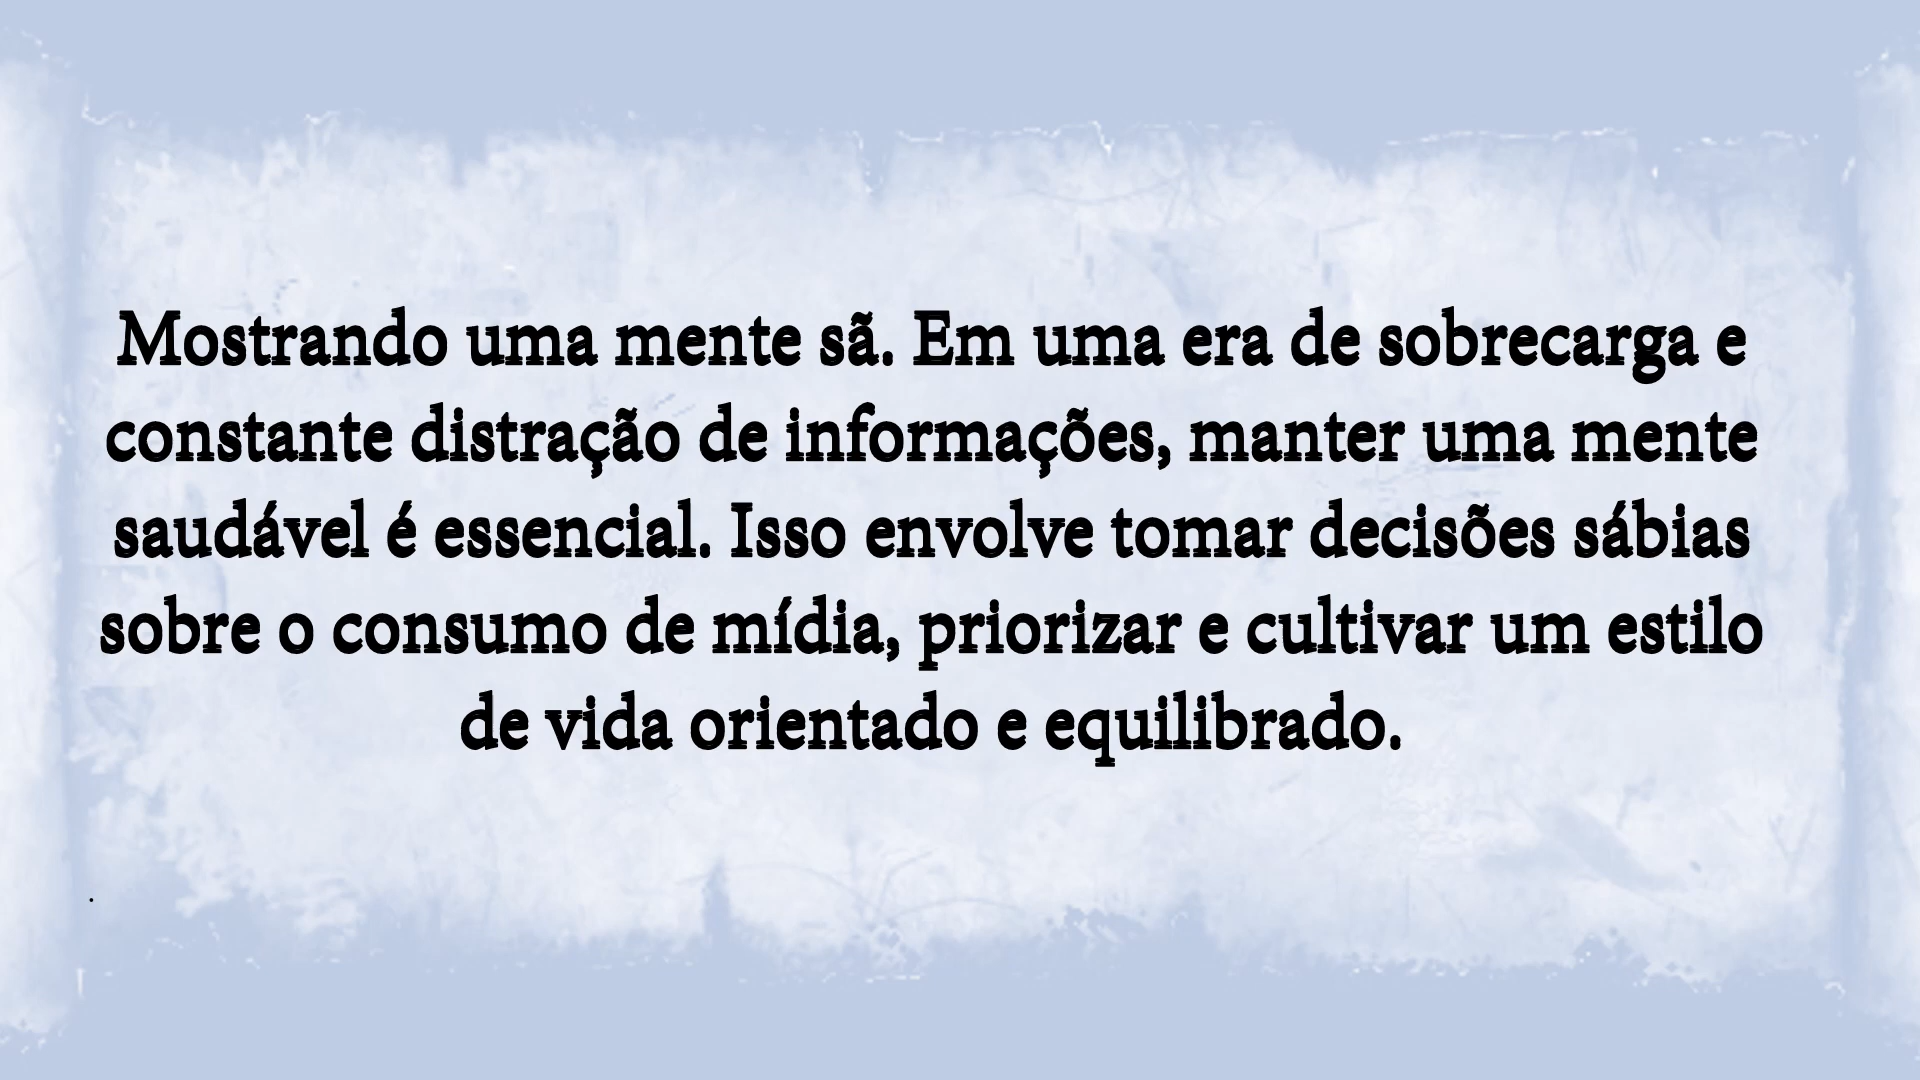 Mostrando uma mente sã. Em uma era de sobrecarga e
constante distração de informações, manter uma mente
saudável é essencial. Isso envolve tomar decisões sábias
sobre o consumo de mídia, priorizar e cultivar um estilo
de vida orientado e equilibrado.
.